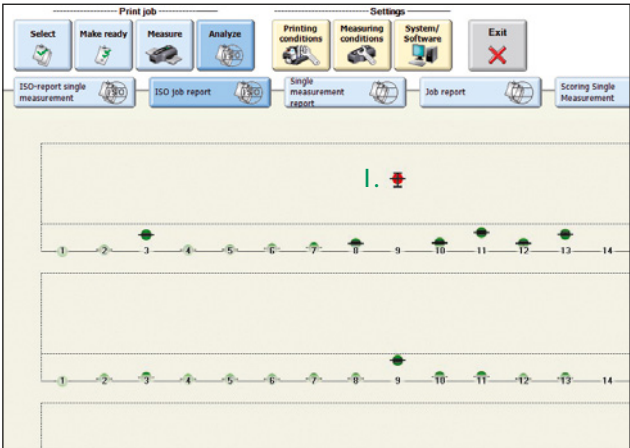 Print job
Settings
Select
Make ready
Measure
Analyze
Printing
conditions
Measuring
conditions
System/
Software
Exit
ISO-report single
measurement
ISO
ISO job report
ISO
Single
measurement
report
Job report
Scoring Single
Measurement
I.
1 2 3 4 5 6 7 8 9 10 11 12 13 14
1 2 3 4 5 6 7 8 9 10 11 12 13 14